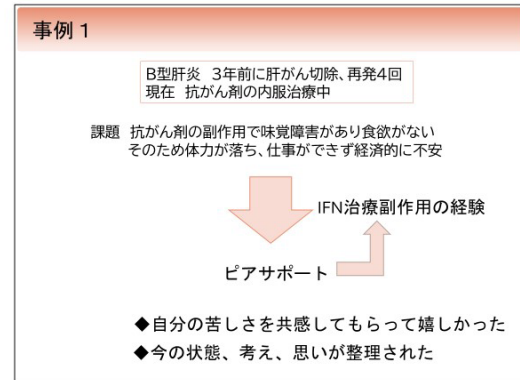 事例１
B型肝炎　3年前に肝がん切除、再発4回
現在　抗がん剤の内服治療中
課題　抗がん剤の副作用で味覚障害があり食欲がない
そのため体力が落ち、仕事ができず経済的に不安
IFN治療副作用の経験
ピアサポート
◆自分の苦しさを共感してもらって嬉しかった
◆今の状態、考え、思いが整理された